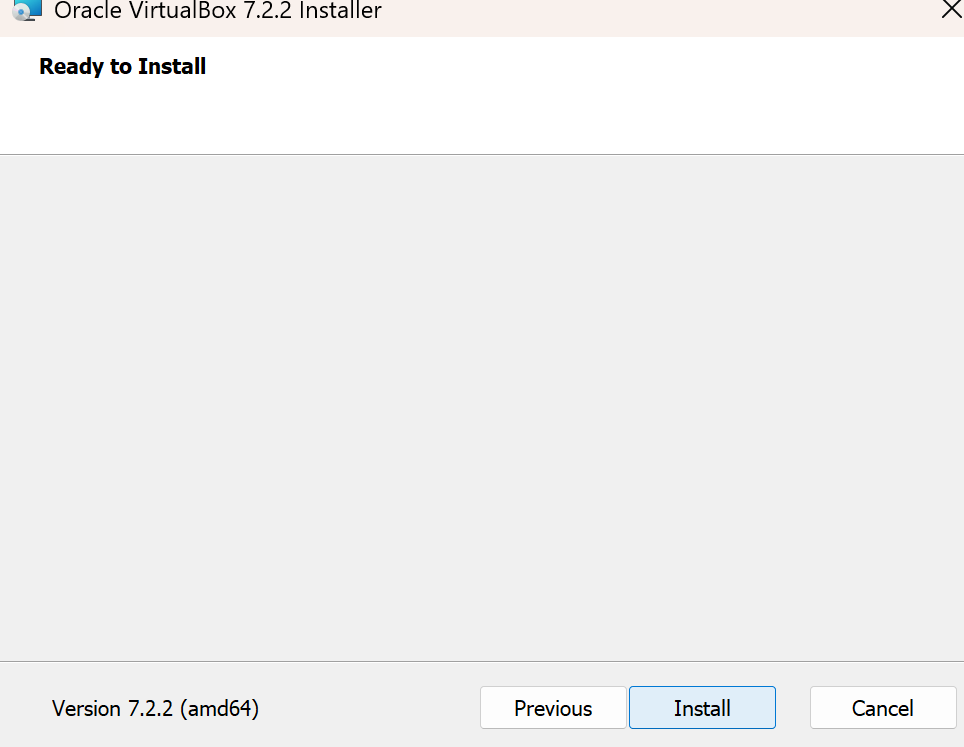 Oracle VirtualBox 7.2.2 Installer
Ready to Install
Version 7.2.2 (amd64)
Previous
Install
Cancel